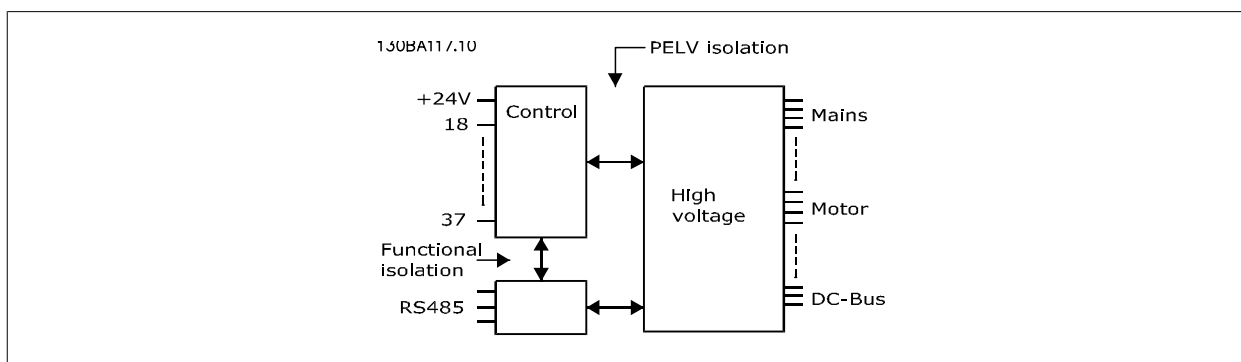 130BA117.10
PELV isolation
+24V
Control
18
Mains
High
voltage
37
Motor
Functional
isolation
RS485
DC-Bus